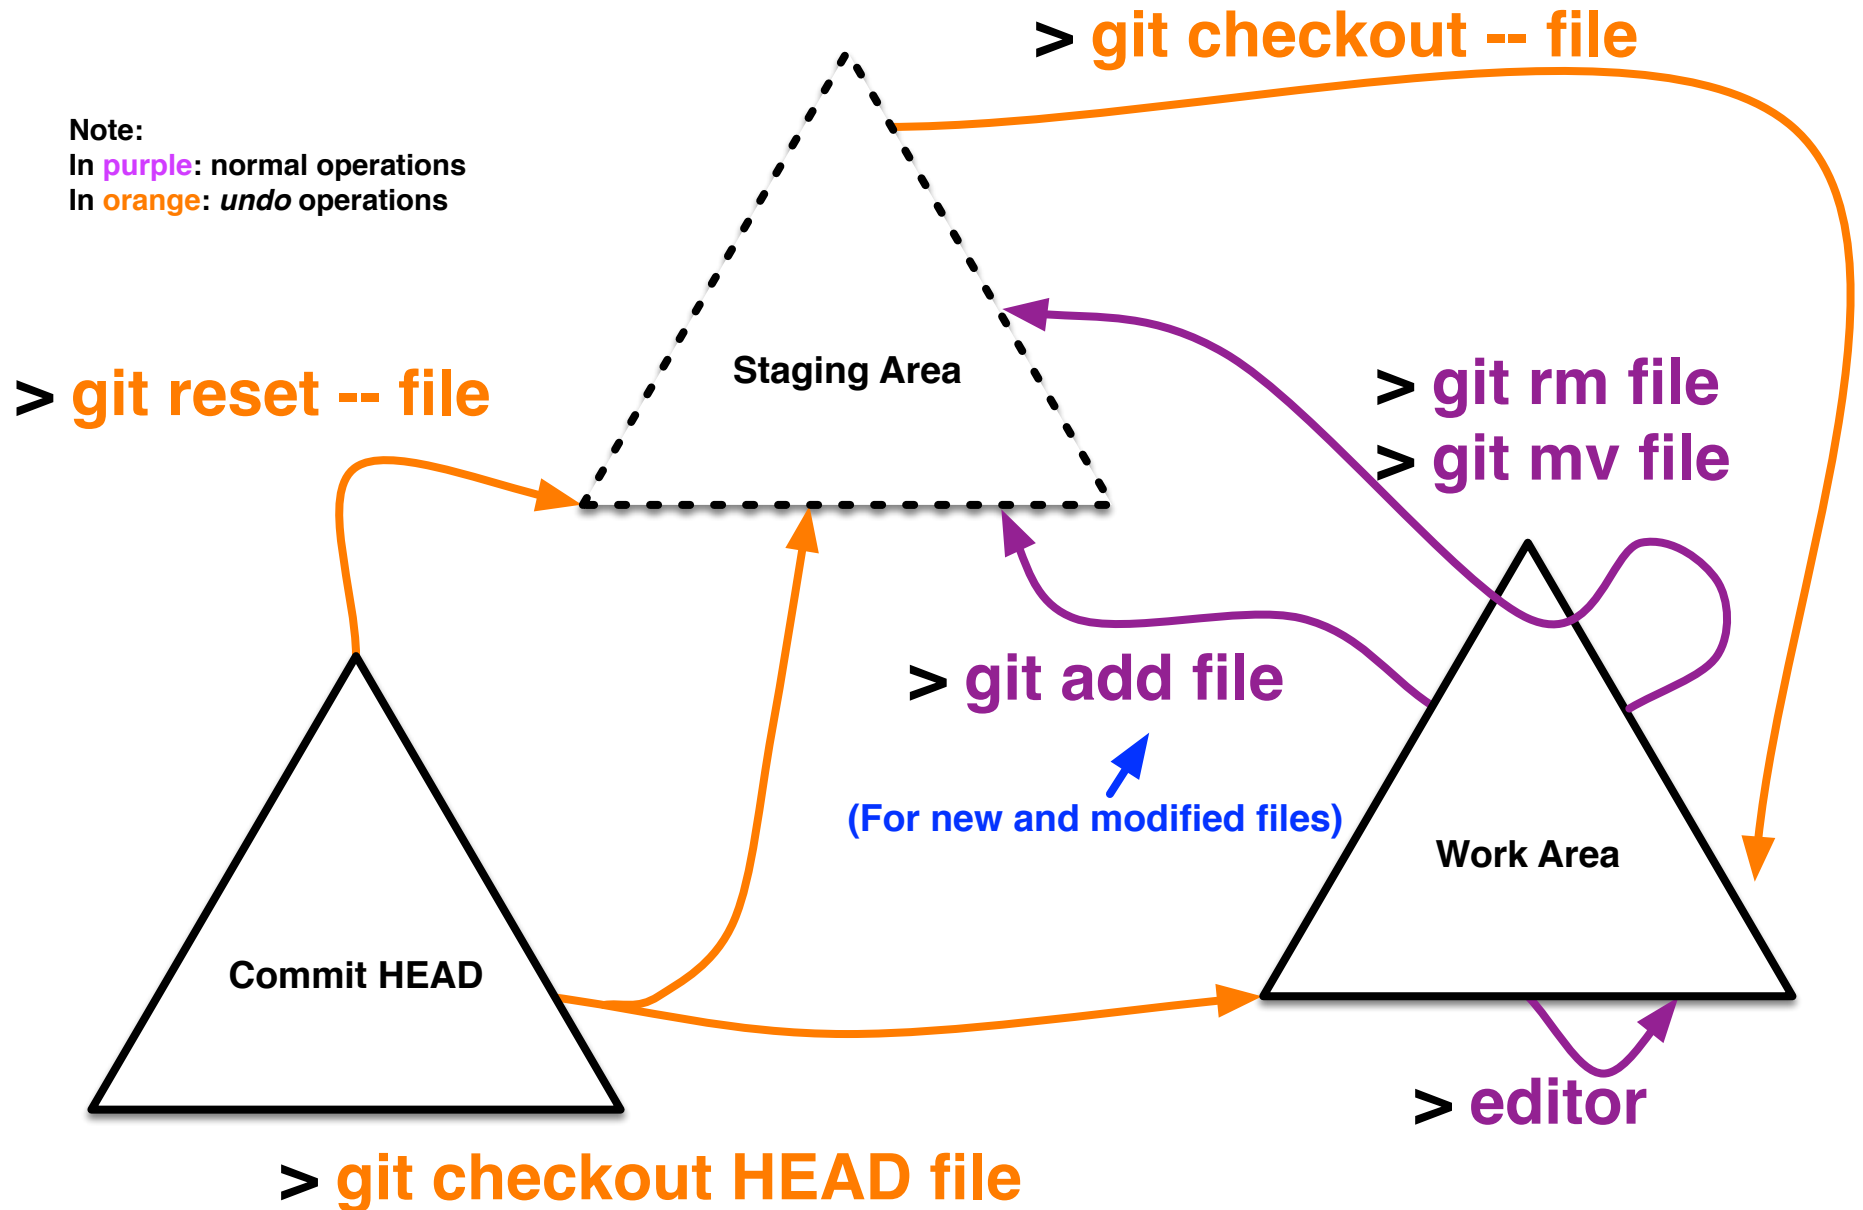 > git checkout -- file
Note:
In purple: normal operations
In orange: undo operations
Staging Area
> git reset -- file
> git rm file
> git mv file
> git add file
(For new and modified files)
Work Area
Commit HEAD
> editor
> git checkout HEAD file